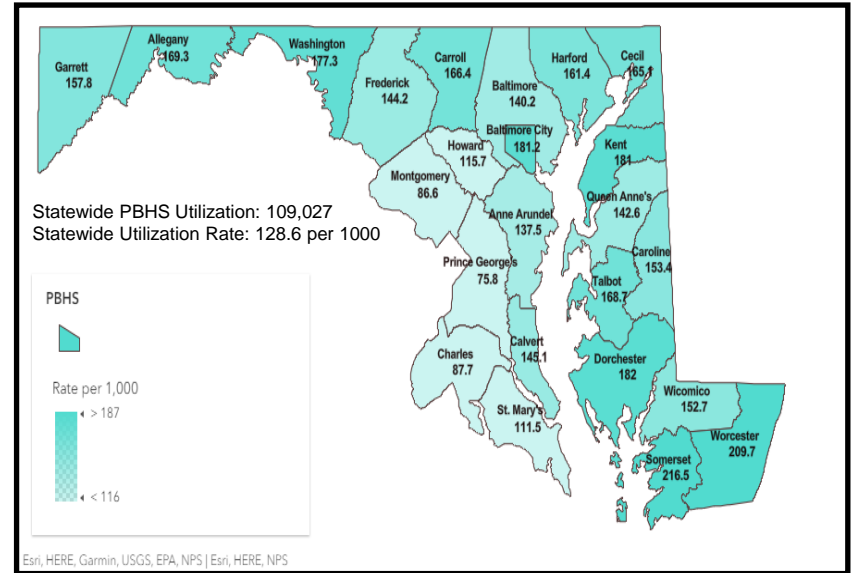 Garrett
157.8
Allegany
169.3
Washington
177.3
Frederick
144.2
Carroll
166.4
Baltimore
140.2
Harford
161.4
Cecil
165.1
Baltimore City
181.2
Howard
115.7
Montgomery
86.6
Kent
181
Queen Anne's
142.6
Anne Arundel
137.5
Statewide PBHS Utilization: 109,027
Statewide Utilization Rate: 128.6 per 1000
Prince George's
75.8
Caroline
153.4
Talbot
168.7
Charles
87.7
Calvert
145.1
Dorchester
182
St. Mary's
111.5
Wicomico
152.7
Worcester
209.7
Somerset
216.5
PBHS
Rate per 1,000
> 187
< 116
Esri, HERE, Garmin, USGS, EPA, NPS | Esri, HERE, NPS